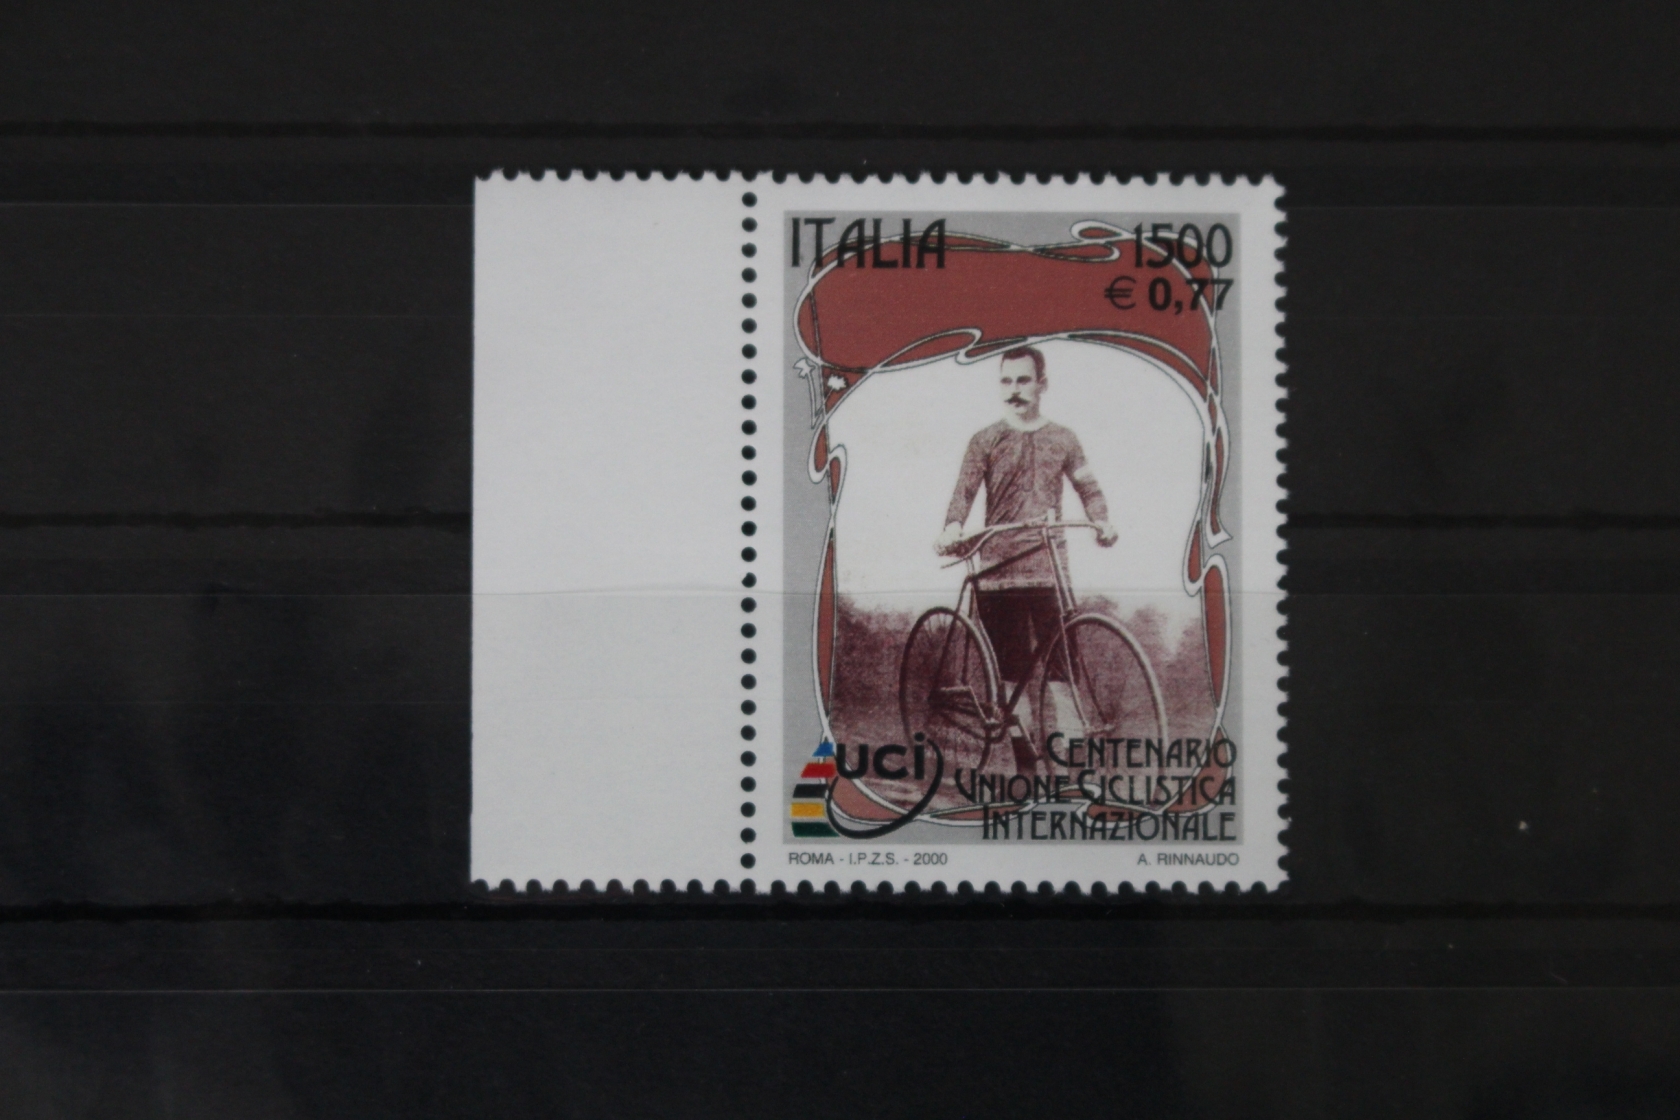 ITALIA
1500
€ 0,77
uci
CENTENARIO
UNIONE CICLISTICA
INTERNAZIONALE
ROMA - I.P.Z.S. - 2000
A. RINNAUDO